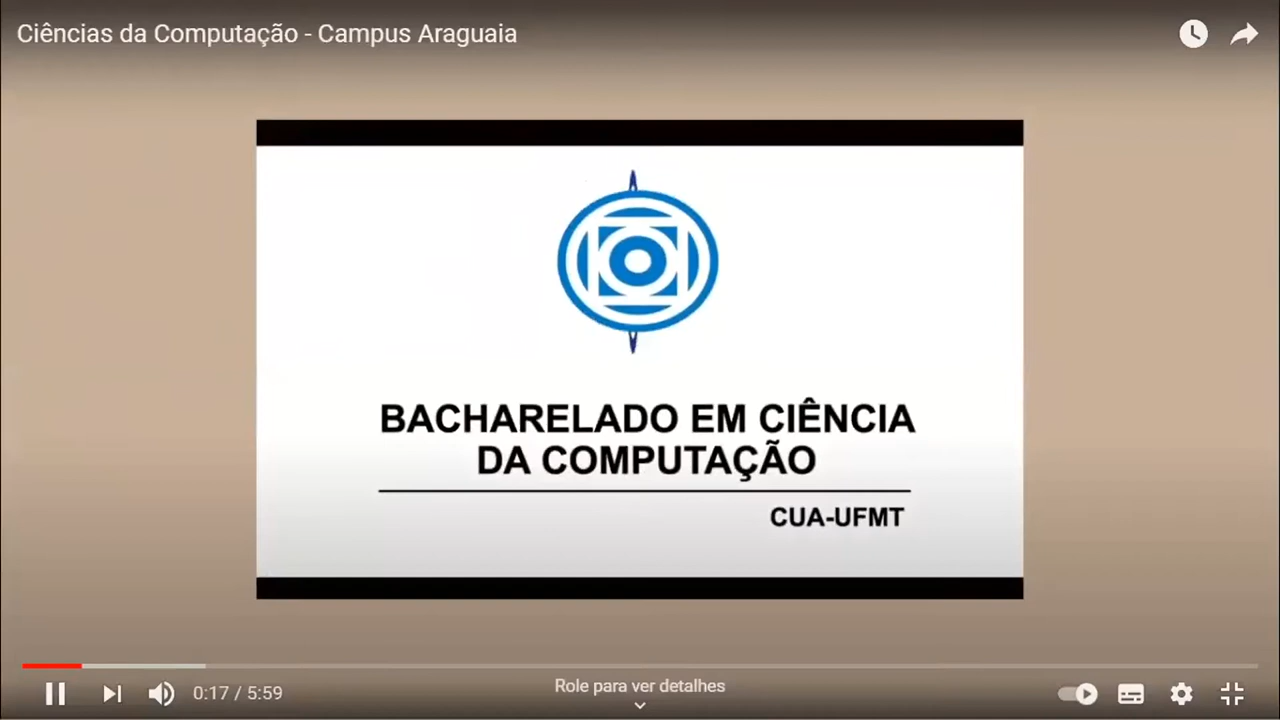 Ciências da Computação - Campus Araguaia
BACHARELADO EM CIÊNCIA
DA COMPUTAÇÃO
CUA-UFMT
Role para ver detalhes
0:17 / 5:59